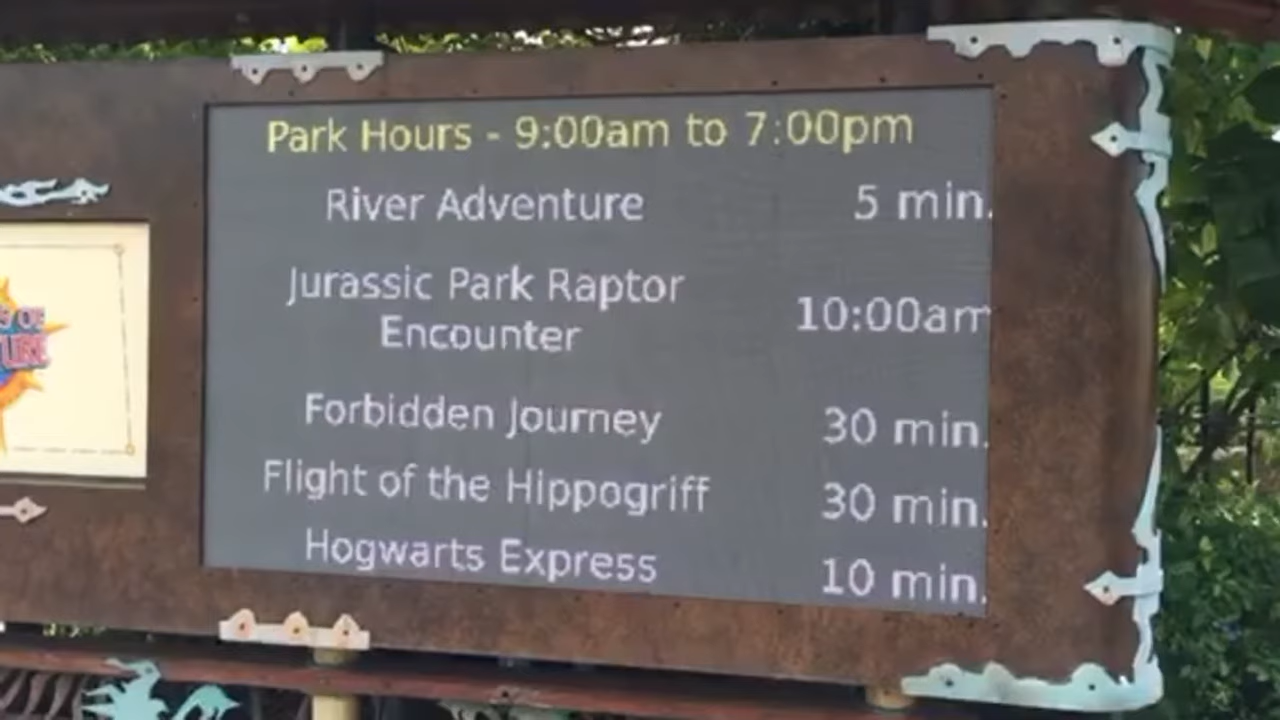 Park Hours - 9:00am to 7:00pm
River Adventure 5 min.
Jurassic Park Raptor
Encounter 10:00am
Forbidden Journey 30 min.
Flight of the Hippogriff 30 min.
Hogwarts Express 10 min.
OF